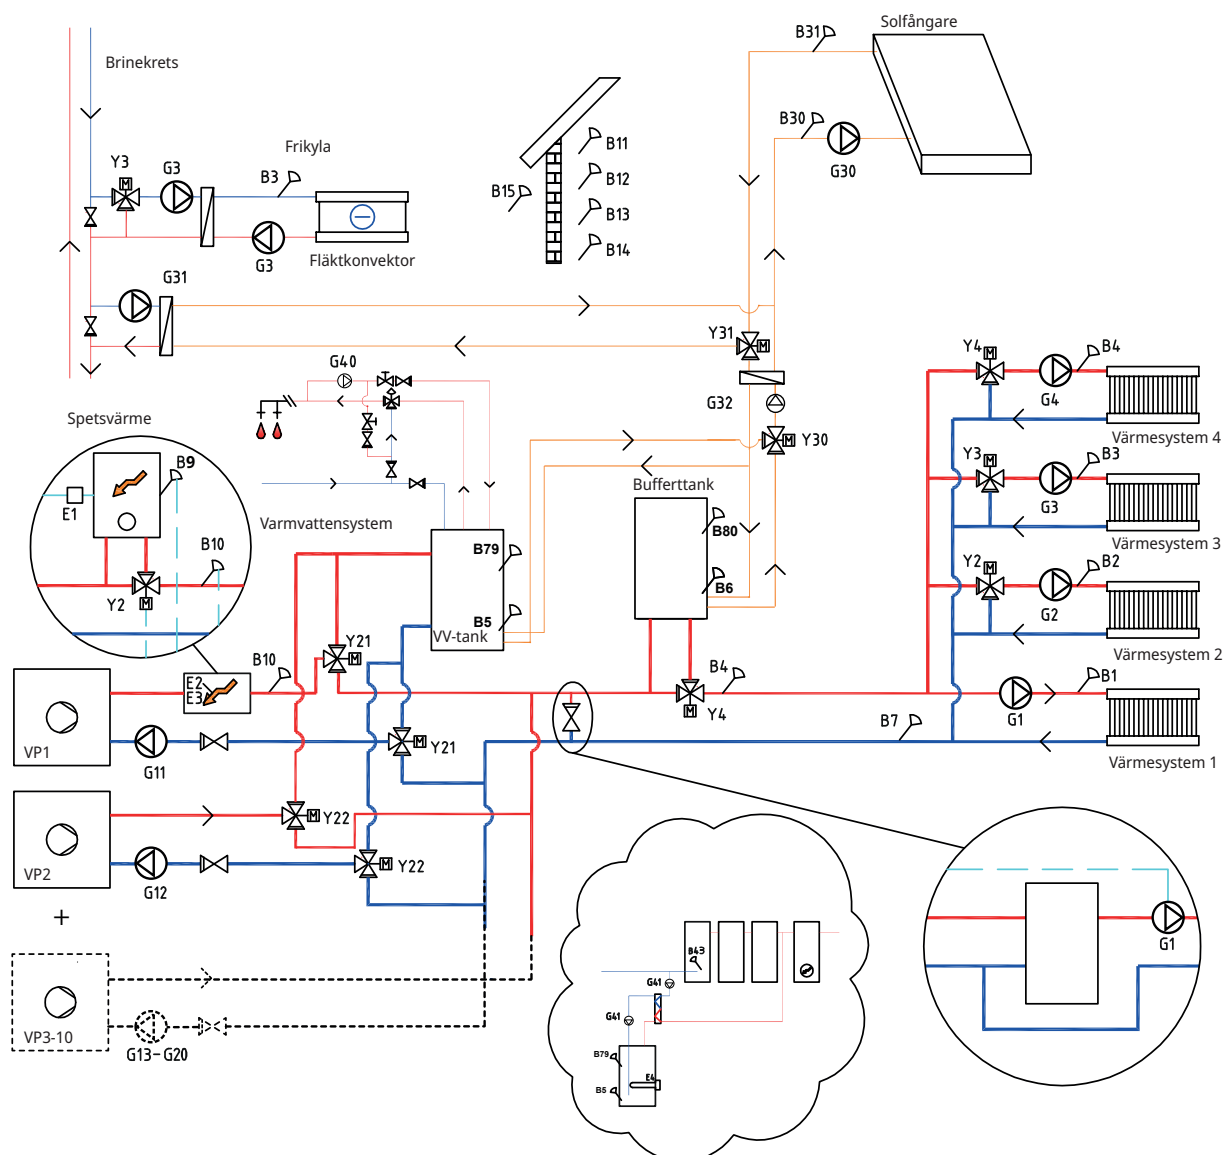 Solfångare
B31
B30
G30
Brinekrets
Frikyla
Y3
M
G3
B3
G3
Fläktkonvektor
B11
B12
B13
B14
B15
G31
Y31
M
G32
Y30
M
G40
Spetsvärme
B9
E1
B10
Y2
M
Varmvattensystem
B79
B5
VV-tank
Bufferttank
B80
B6
Y4
M
G4
B4
Värmesystem 4
Y3
M
G3
B3
Värmesystem 3
Y2
M
G2
B2
Värmesystem 2
G1
B1
Värmesystem 1
B7
B4
Y4
M
Y21
M
B10
E2
E3
VP1
G11
Y21
M
VP2
G12
Y22
M
Y22
M
+
VP3-10
G13-G20
B43
G41
G41
B79
B5
E4
G1